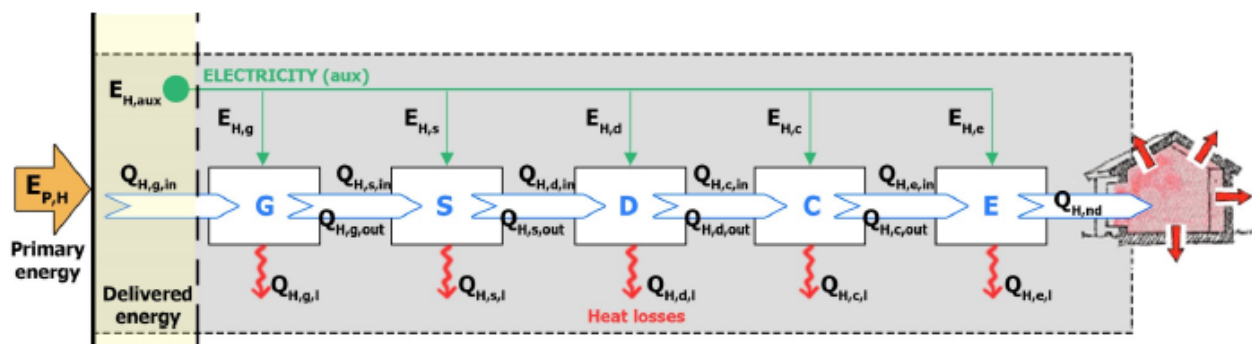 ELECTRICITY (aux)
E_H,aux
E_H,g
E_H,s
E_H,d
E_H,c
E_H,e
E_P,H
Q_H,g,in
G
Q_H,s,in
Q_H,g,out
S
Q_H,d,in
Q_H,s,out
D
Q_H,c,in
Q_H,d,out
C
Q_H,e,in
Q_H,c,out
E
Q_H,nd
Primary
energy
Delivered
energy
Q_H,g,l
Q_H,s,l
Q_H,d,l
Q_H,c,l
Q_H,e,l
Heat losses